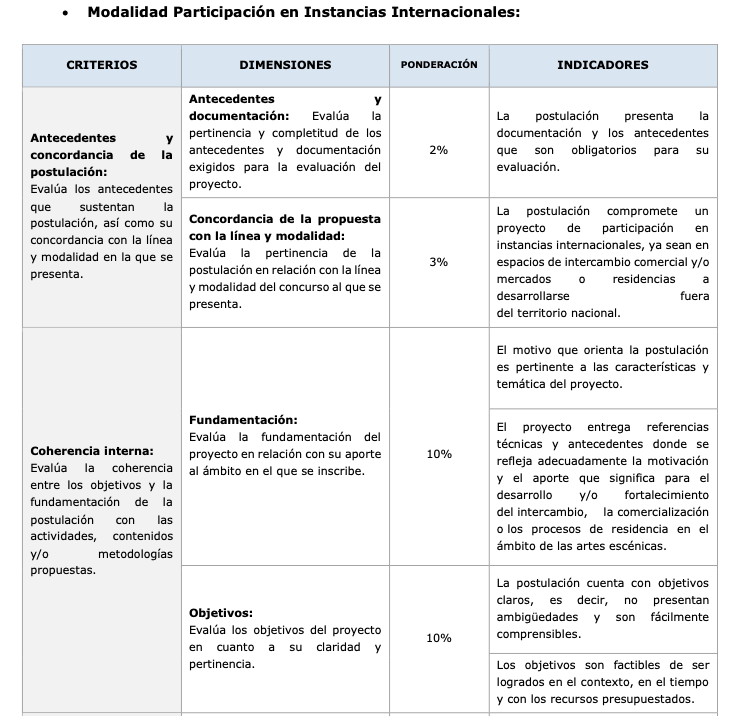 • Modalidad Participación en Instancias Internacionales:
CRITERIOS
DIMENSIONES
PONDERACIÓN
INDICADORES
Antecedentes y
concordancia de la
postulación:
Evalúa los antecedentes
que sustentan la
postulación, así como su
concordancia con la línea
y modalidad en la que se
presenta.
Antecedentes y
documentación: Evalúa la
pertinencia y completitud de los
antecedentes y documentación
exigidos para la evaluación del
proyecto.
2%
La postulación presenta la
documentación y los antecedentes
que son obligatorios para su
evaluación.
Concordancia de la propuesta
con la línea y modalidad:
Evalúa la pertinencia de la
postulación en relación con la línea
y modalidad del concurso al que se
presenta.
3%
La postulación compromete un
proyecto de participación en
instancias internacionales, ya sean en
espacios de intercambio comercial y/o
mercados o residencias a
desarrollarse fuera
del territorio nacional.
Coherencia interna:
Evalúa la coherencia
entre los objetivos y la
fundamentación de la
postulación con las
actividades, contenidos
y/o metodologías
propuestas.
Fundamentación:
Evalúa la fundamentación del
proyecto en relación con su aporte
al ámbito en el que se inscribe.
10%
El motivo que orienta la postulación
es pertinente a las características y
temática del proyecto.
El proyecto entrega referencias
técnicas y antecedentes donde se
refleja adecuadamente la motivación
y el aporte que significa para el
desarrollo y/o fortalecimiento
del intercambio, la comercialización
o los procesos de residencia en el
ámbito de las artes escénicas.
Objetivos:
Evalúa los objetivos del proyecto
en cuanto a su claridad y
pertinencia.
10%
La postulación cuenta con objetivos
claros, es decir, no presentan
ambigüedades y son fácilmente
comprensibles.
Los objetivos son factibles de ser
logrados en el contexto, en el tiempo
y con los recursos presupuestados.